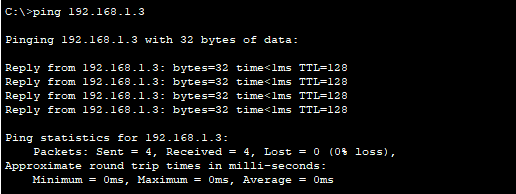 C:\>ping 192.168.1.3
Pinging 192.168.1.3 with 32 bytes of data:
Reply from 192.168.1.3: bytes=32 time<1ms TTL=128
Reply from 192.168.1.3: bytes=32 time<1ms TTL=128
Reply from 192.168.1.3: bytes=32 time<1ms TTL=128
Reply from 192.168.1.3: bytes=32 time<1ms TTL=128
Ping statistics for 192.168.1.3:
Packets: Sent = 4, Received = 4, Lost = 0 (0% loss),
Approximate round trip times in milli-seconds:
Minimum = 0ms, Maximum = 0ms, Average = 0ms